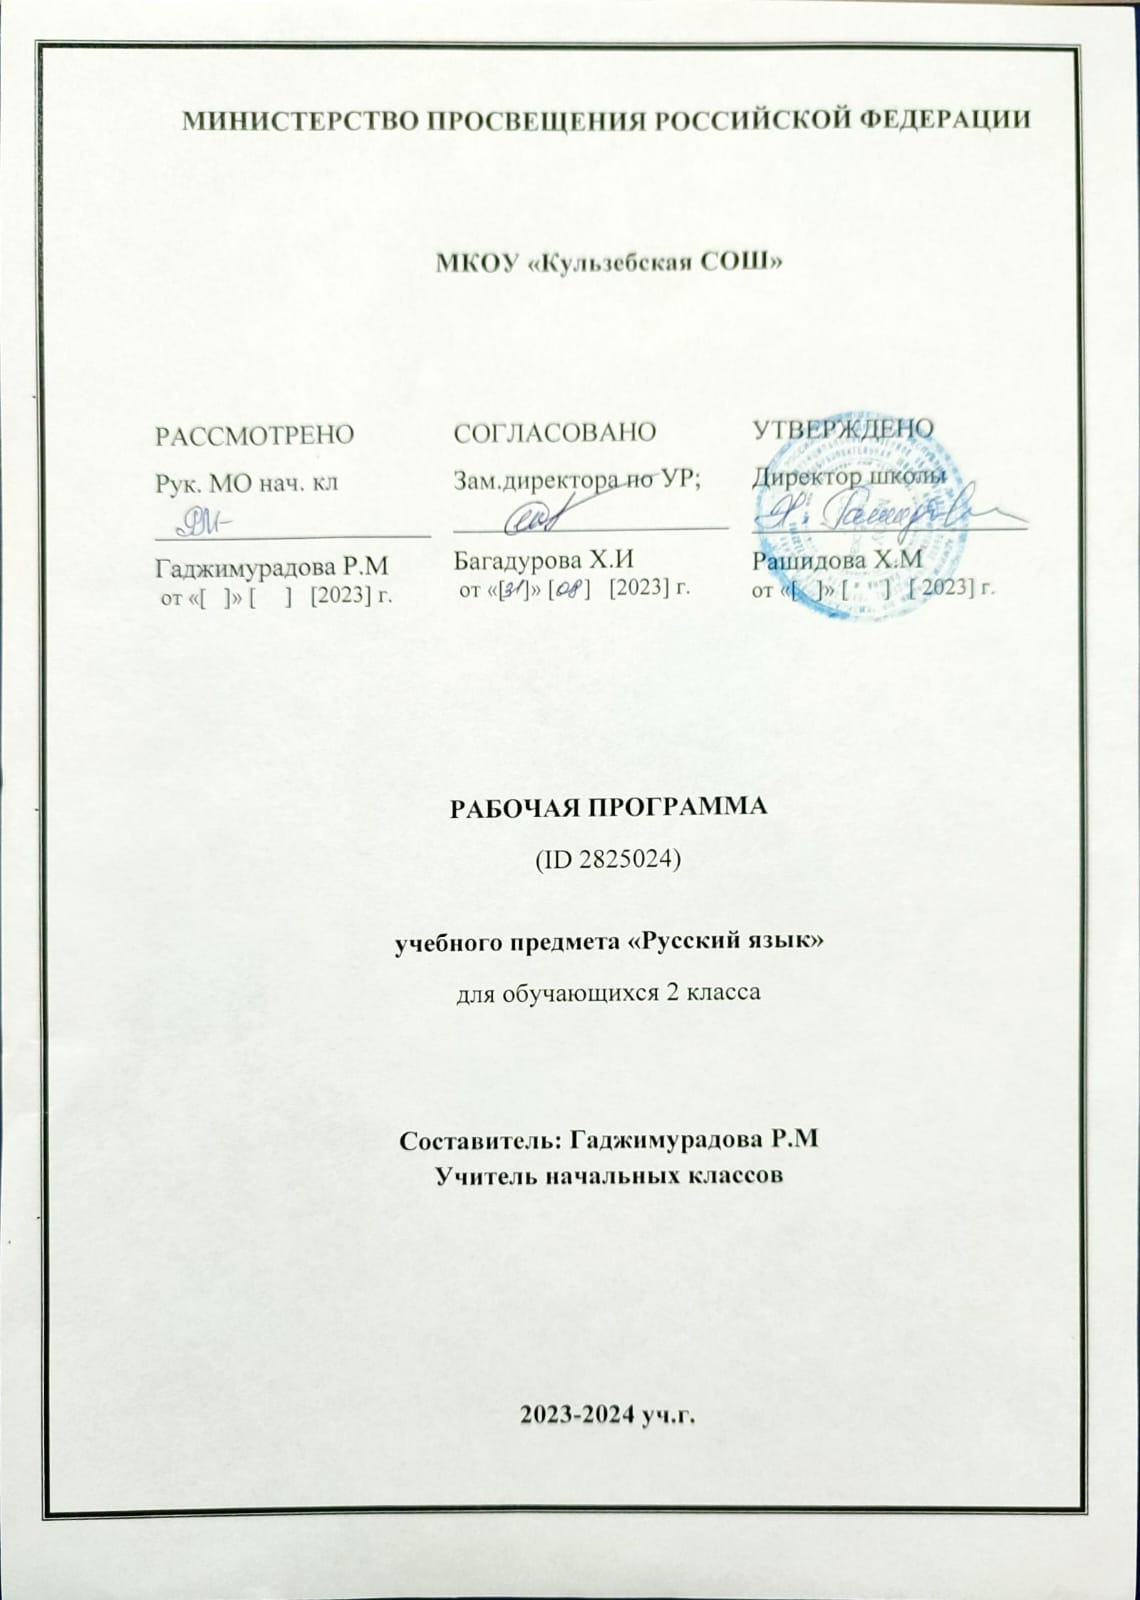 МИНИСТЕРСТВО ПРОСВЕЩЕНИЯ РОССИЙСКОЙ ФЕДЕРАЦИИ
МКОУ «Кульзебская СОШ»
РАССМОТРЕНО
Рук. МО нач. кл
Гаджимурадова Р.М
от «[ ]» [ ] [2023] г.
СОГЛАСОВАНО
Зам.директора по УР;
Багадурова Х.И
от «[31]» [08] [2023] г.
УТВЕРЖДЕНО
Директор школы
Рашидова Х.М
от «[ ]» [ ] [ 2023] г.
РАБОЧАЯ ПРОГРАММА
(ID 2825024)
учебного предмета «Русский язык»
для обучающихся 2 класса
Составитель: Гаджимурадова Р.М
Учитель начальных классов
2023-2024 уч.г.